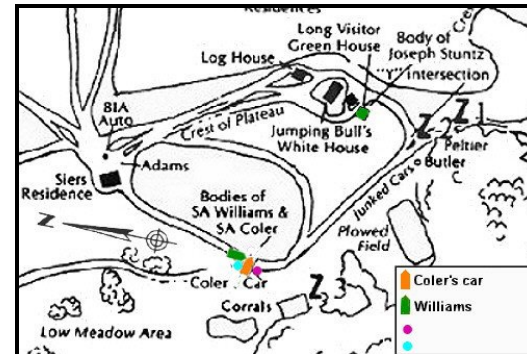 Residences
Long Visitor
Green House
Body of
Joseph Stuntz
"Y" intersection
Log House
BIA
Auto
Crest of Plateau
Jumping Bull's
White House
Z 2
Z 1
Peltier
Butler
Adams
Siers
Residence
Junked Cars
Bodies of
SA Williams &
SA Coler
Plowed
Field
Z
Coler's Car
Z 3
Corrals
Low Meadow Area
Coler's car
Williams